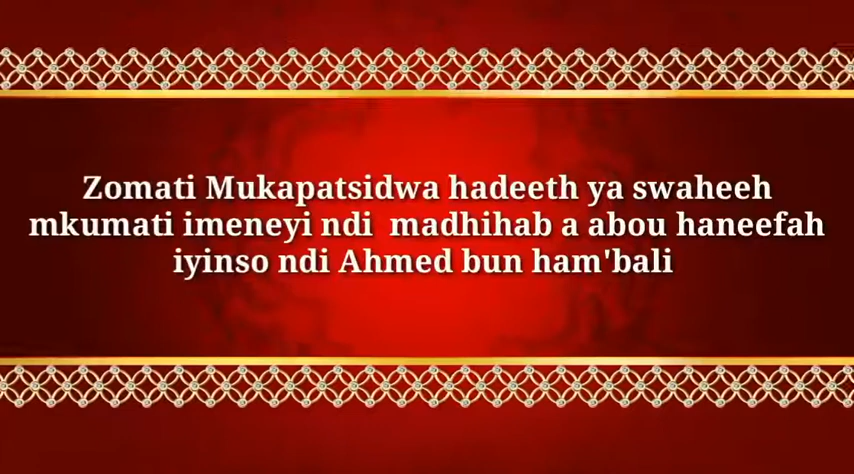 Zomati Mukapatsidwa hadeeth ya swaheeh
mkumati imeneyi ndi madhihab a abou haneefah
iyinso ndi Ahmed bun ham'bali